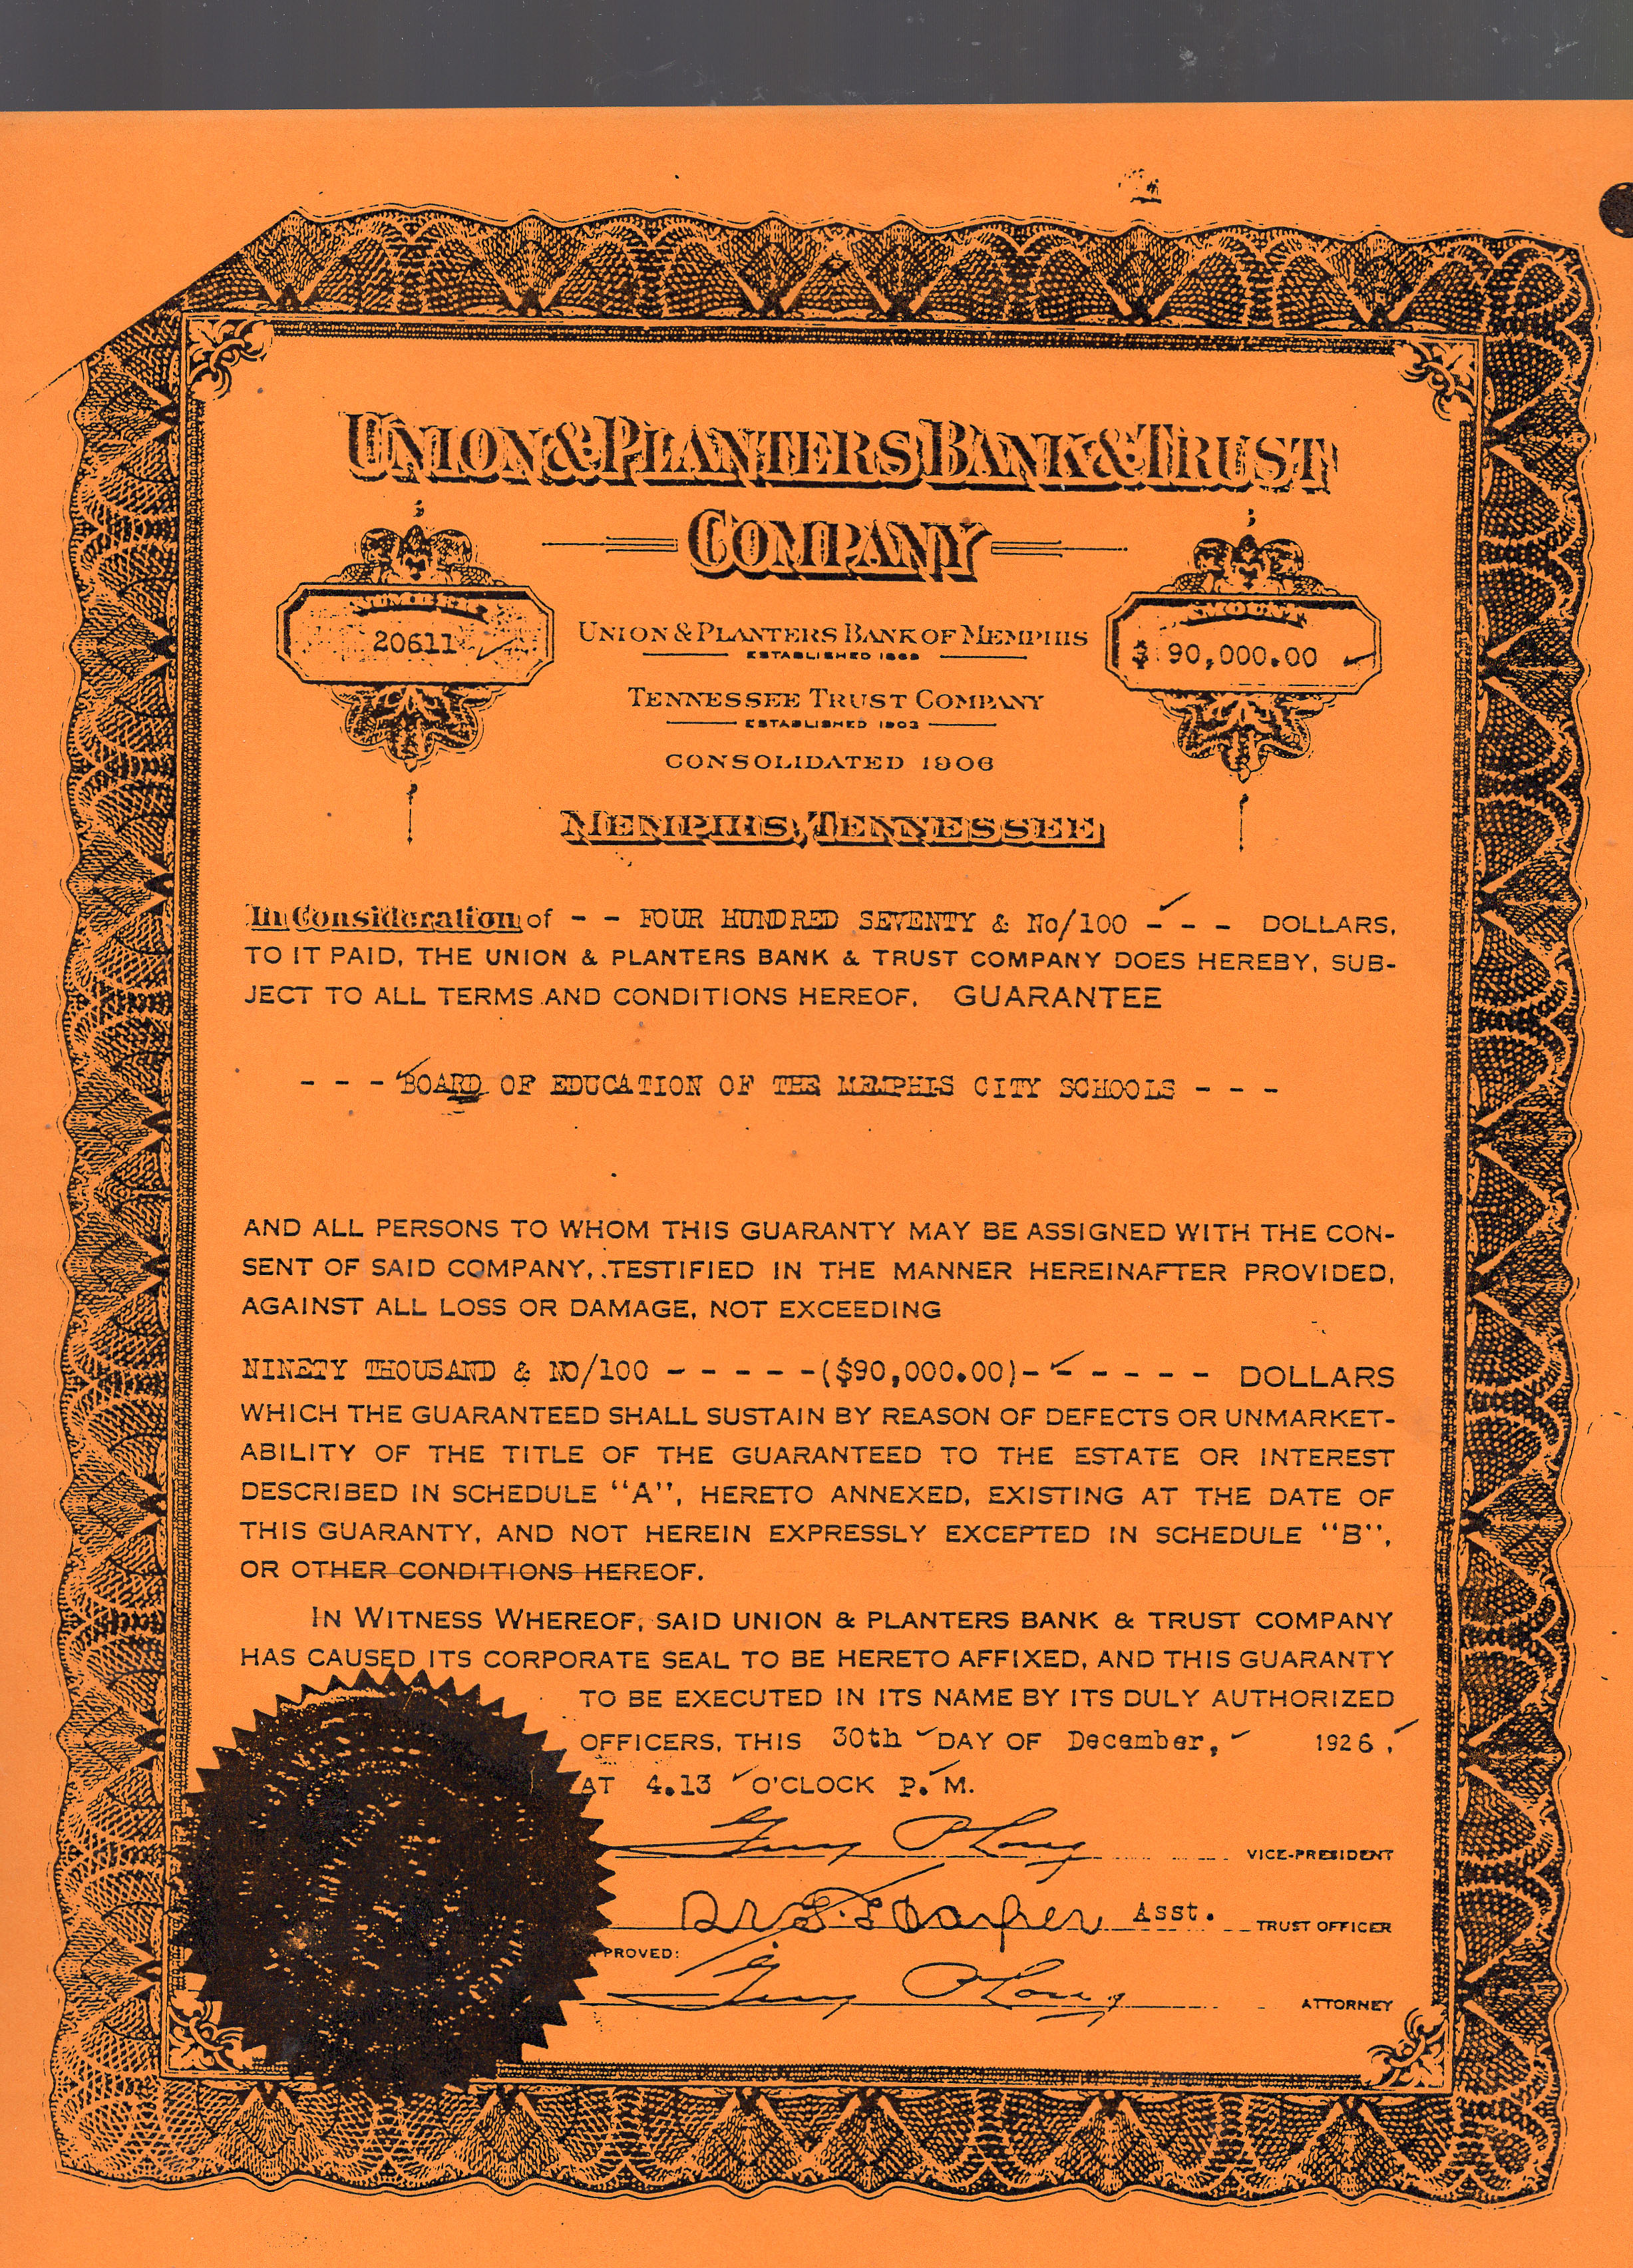 UNION & PLANTERS BANK & TRUST
COMPANY
NUMBER
20611
UNION & PLANTERS BANK OF MEMPHIS
ESTABLISHED 1869
AMOUNT
$ 90,000.00
TENNESSEE TRUST COMPANY
ESTABLISHED 1903
CONSOLIDATED 1906
MEMPHIS, TENNESSEE
In Consideration of - - FOUR HUNDRED SEVENTY & No/100 - - - DOLLARS,
TO IT PAID, THE UNION & PLANTERS BANK & TRUST COMPANY DOES HEREBY, SUB-
JECT TO ALL TERMS AND CONDITIONS HEREOF, GUARANTEE
- - - BOARD OF EDUCATION OF THE MEMPHIS CITY SCHOOLS - - -
AND ALL PERSONS TO WHOM THIS GUARANTY MAY BE ASSIGNED WITH THE CON-
SENT OF SAID COMPANY, TESTIFIED IN THE MANNER HEREINAFTER PROVIDED,
AGAINST ALL LOSS OR DAMAGE, NOT EXCEEDING
NINETY THOUSAND & NO/100 - - - - -($90,000.00)- - - - - - DOLLARS
WHICH THE GUARANTEED SHALL SUSTAIN BY REASON OF DEFECTS OR UNMARKET-
ABILITY OF THE TITLE OF THE GUARANTEED TO THE ESTATE OR INTEREST
DESCRIBED IN SCHEDULE "A", HERETO ANNEXED, EXISTING AT THE DATE OF
THIS GUARANTY, AND NOT HEREIN EXPRESSLY EXCEPTED IN SCHEDULE "B",
OR OTHER CONDITIONS HEREOF.
IN WITNESS WHEREOF, SAID UNION & PLANTERS BANK & TRUST COMPANY
HAS CAUSED ITS CORPORATE SEAL TO BE HERETO AFFIXED, AND THIS GUARANTY
TO BE EXECUTED IN ITS NAME BY ITS DULY AUTHORIZED
OFFICERS, THIS 30th DAY OF December, 1926,
AT 4.13 O'CLOCK P. M.
VICE-PRESIDENT
Harper Asst. TRUST OFFICER
PROVED:
ATTORNEY